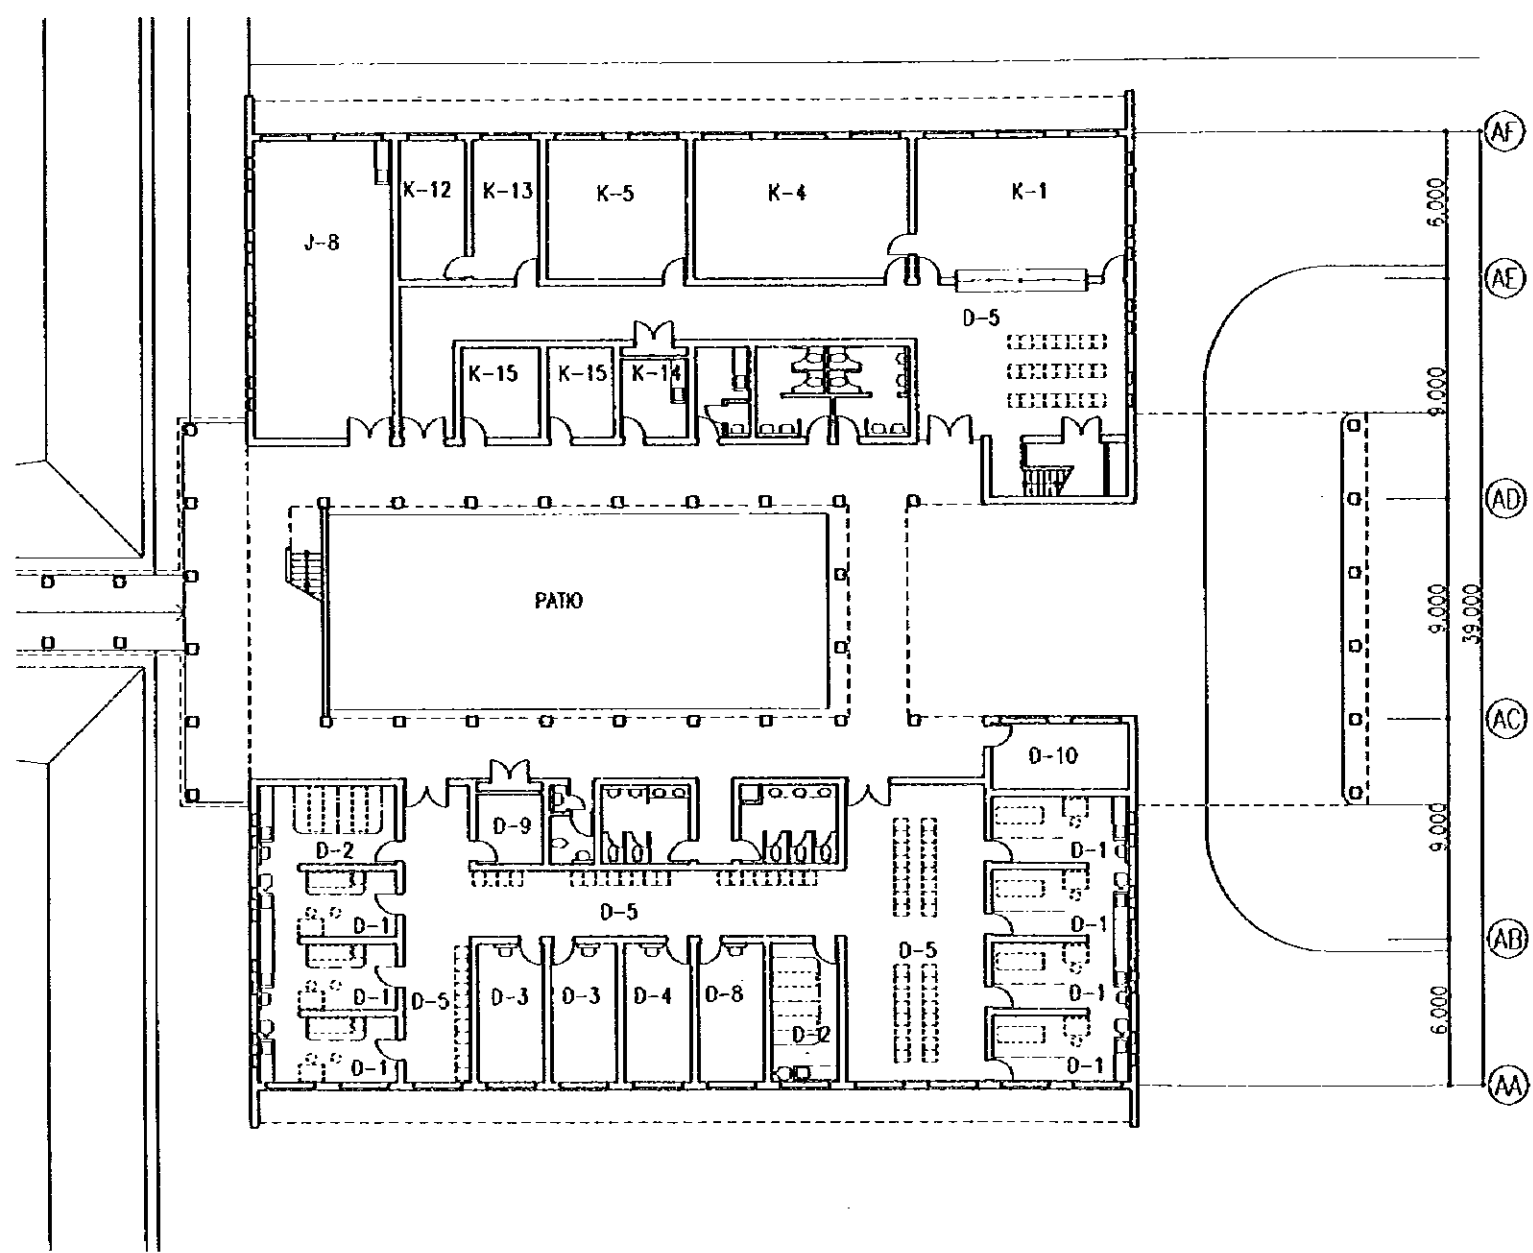 AF
6,000
K-12
K-13
K-5
K-4
K-1
J-8
AE
D-5
K-15
K-15
K-14
9,000
AD
PATIO
9,000
39,000
AC
D-10
D-9
D-2
D-1
9,000
D-5
D-1
D-1
AB
D-5
D-1
D-5
D-3
D-3
D-4
D-8
D-1
6,000
D-2
D-1
D-1
AA